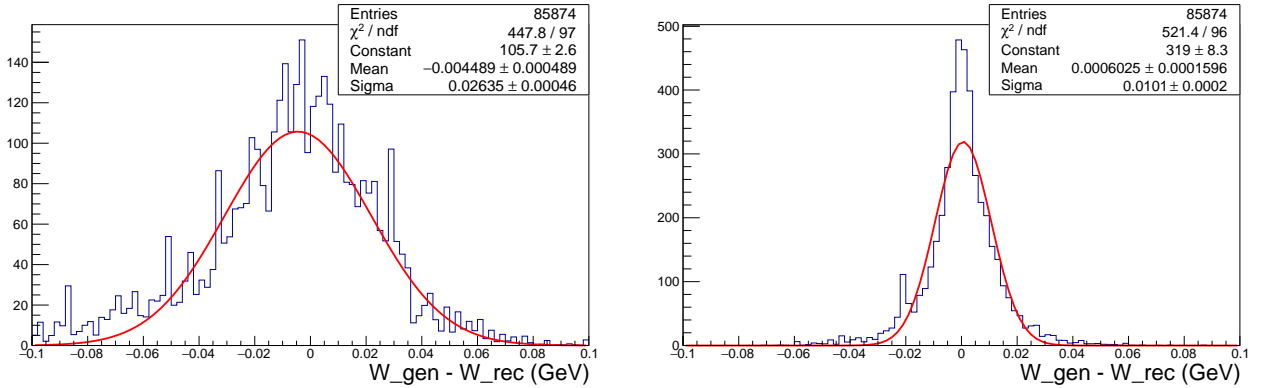 Entries 85874
χ² / ndf 447.8 / 97
Constant 105.7 ± 2.6
Mean −0.004489 ± 0.000489
Sigma 0.02635 ± 0.00046
140
120
100
80
60
40
20
0
−0.1 −0.08 −0.06 −0.04 −0.02 0 0.02 0.04 0.06 0.08 0.1
W_gen - W_rec (GeV)
Entries 85874
χ² / ndf 521.4 / 96
Constant 319 ± 8.3
Mean 0.0006025 ± 0.0001596
Sigma 0.0101 ± 0.0002
500
400
300
200
100
0
−0.1 −0.08 −0.06 −0.04 −0.02 0 0.02 0.04 0.06 0.08 0.1
W_gen - W_rec (GeV)